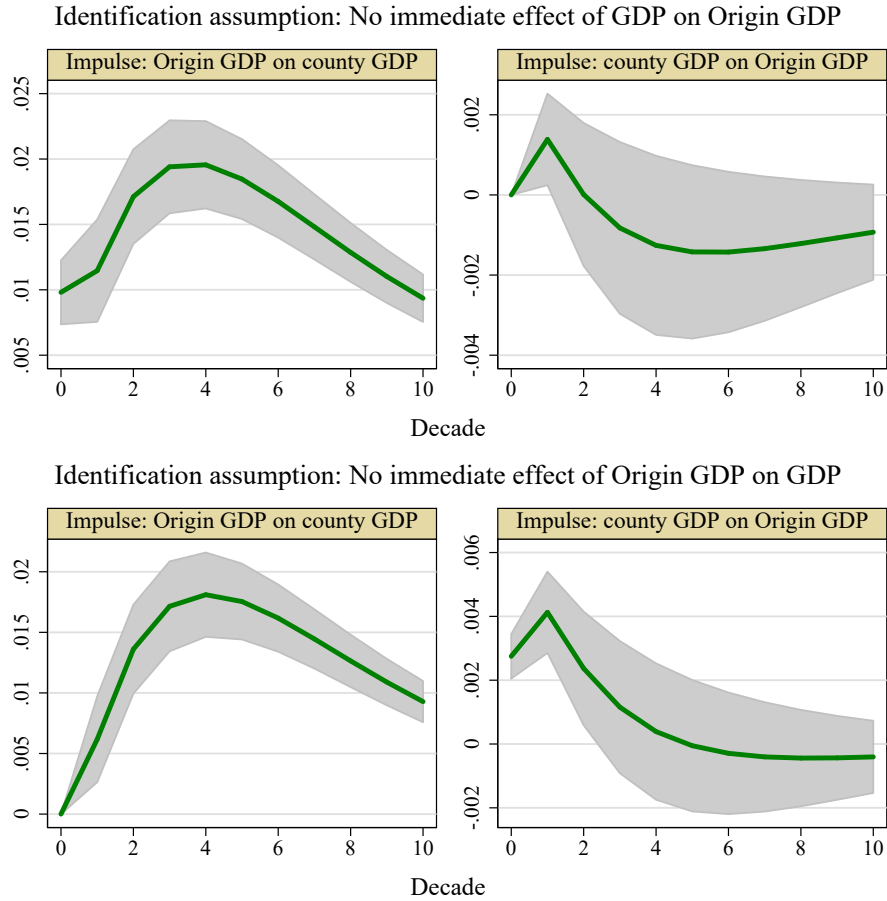 Identification assumption: No immediate effect of GDP on Origin GDP
Impulse: Origin GDP on county GDP
Impulse: county GDP on Origin GDP
.025
.02
.015
.01
.005
.002
0
-.002
-.004
0 2 4 6 8 10
0 2 4 6 8 10
Decade
Identification assumption: No immediate effect of Origin GDP on GDP
Impulse: Origin GDP on county GDP
Impulse: county GDP on Origin GDP
.02
.015
.01
.005
0
.006
.004
.002
0
-.002
0 2 4 6 8 10
0 2 4 6 8 10
Decade